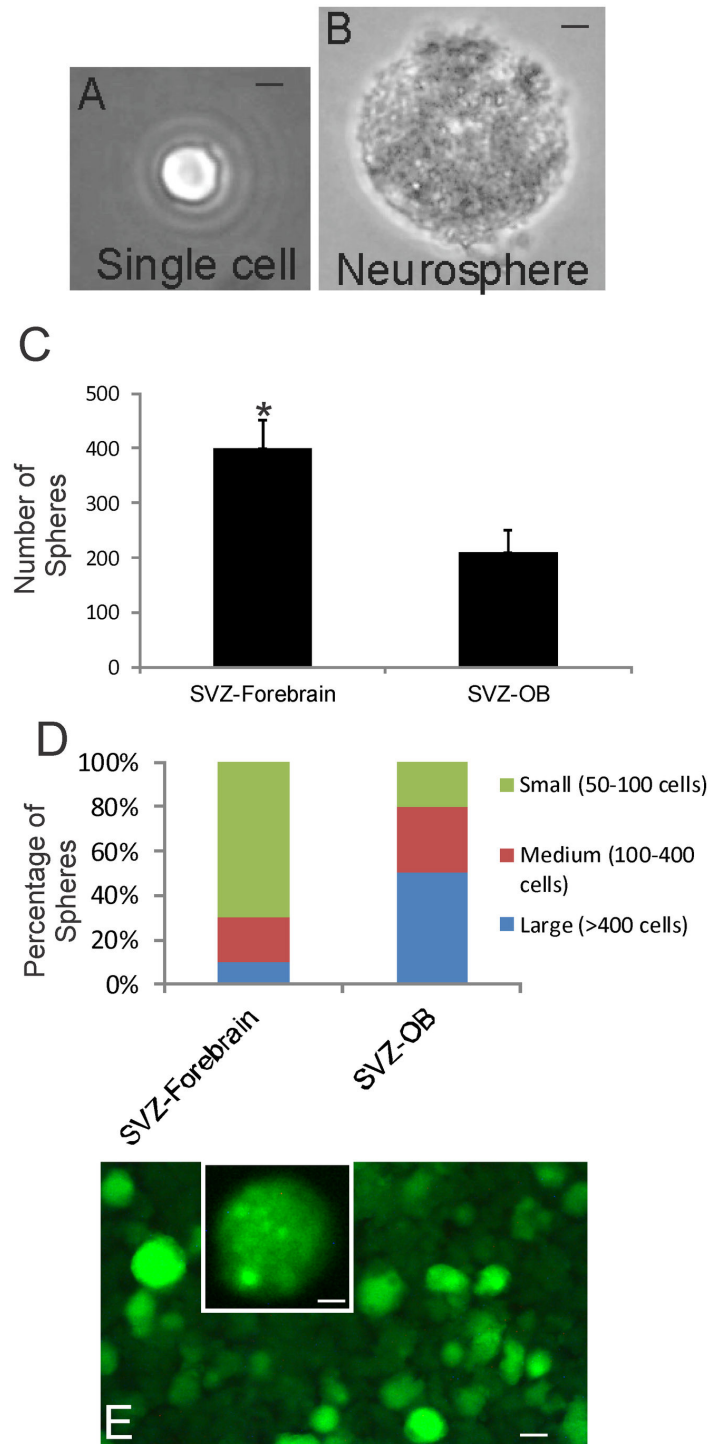 A
Single cell
B
Neurosphere
C
Number of
Spheres
500
400
300
200
100
0
*
SVZ-Forebrain
SVZ-OB
D
Percentage of
Spheres
100%
80%
60%
40%
20%
0%
SVZ-Forebrain
SVZ-OB
Small (50-100 cells)
Medium (100-400
cells)
Large (>400 cells)
E